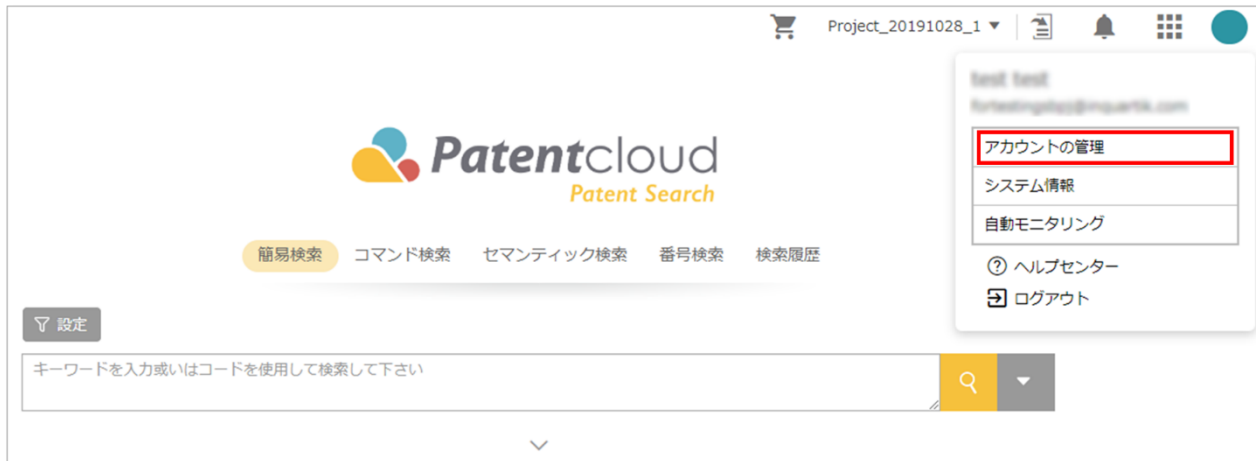 Project_20191028_1
Patentcloud
Patent Search
アカウントの管理
システム情報
自動モニタリング
ヘルプセンター
ログアウト
簡易検索 コマンド検索 セマンティック検索 番号検索 検索履歴
設定
キーワードを入力或いはコードを使用して検索して下さい